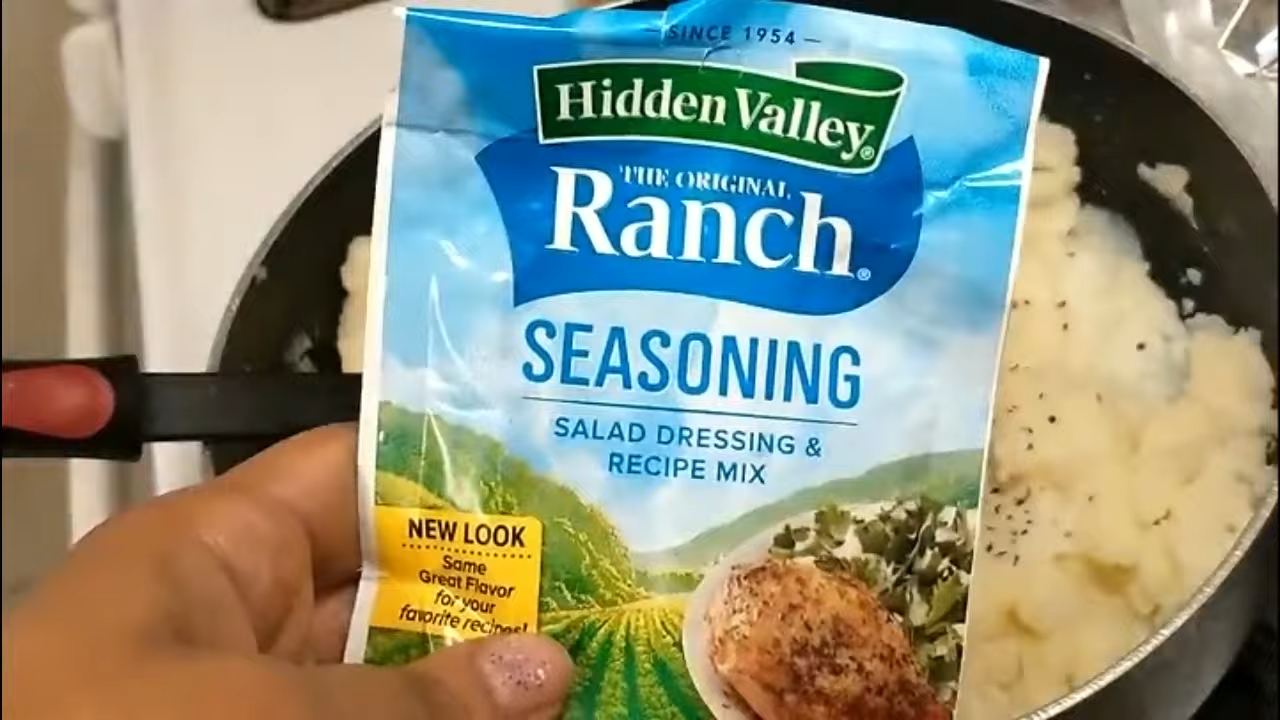 — SINCE 1954 —
Hidden Valley®
THE ORIGINAL
Ranch®
SEASONING
SALAD DRESSING &
RECIPE MIX
NEW LOOK
Same
Great Flavor
for your
favorite recipes!